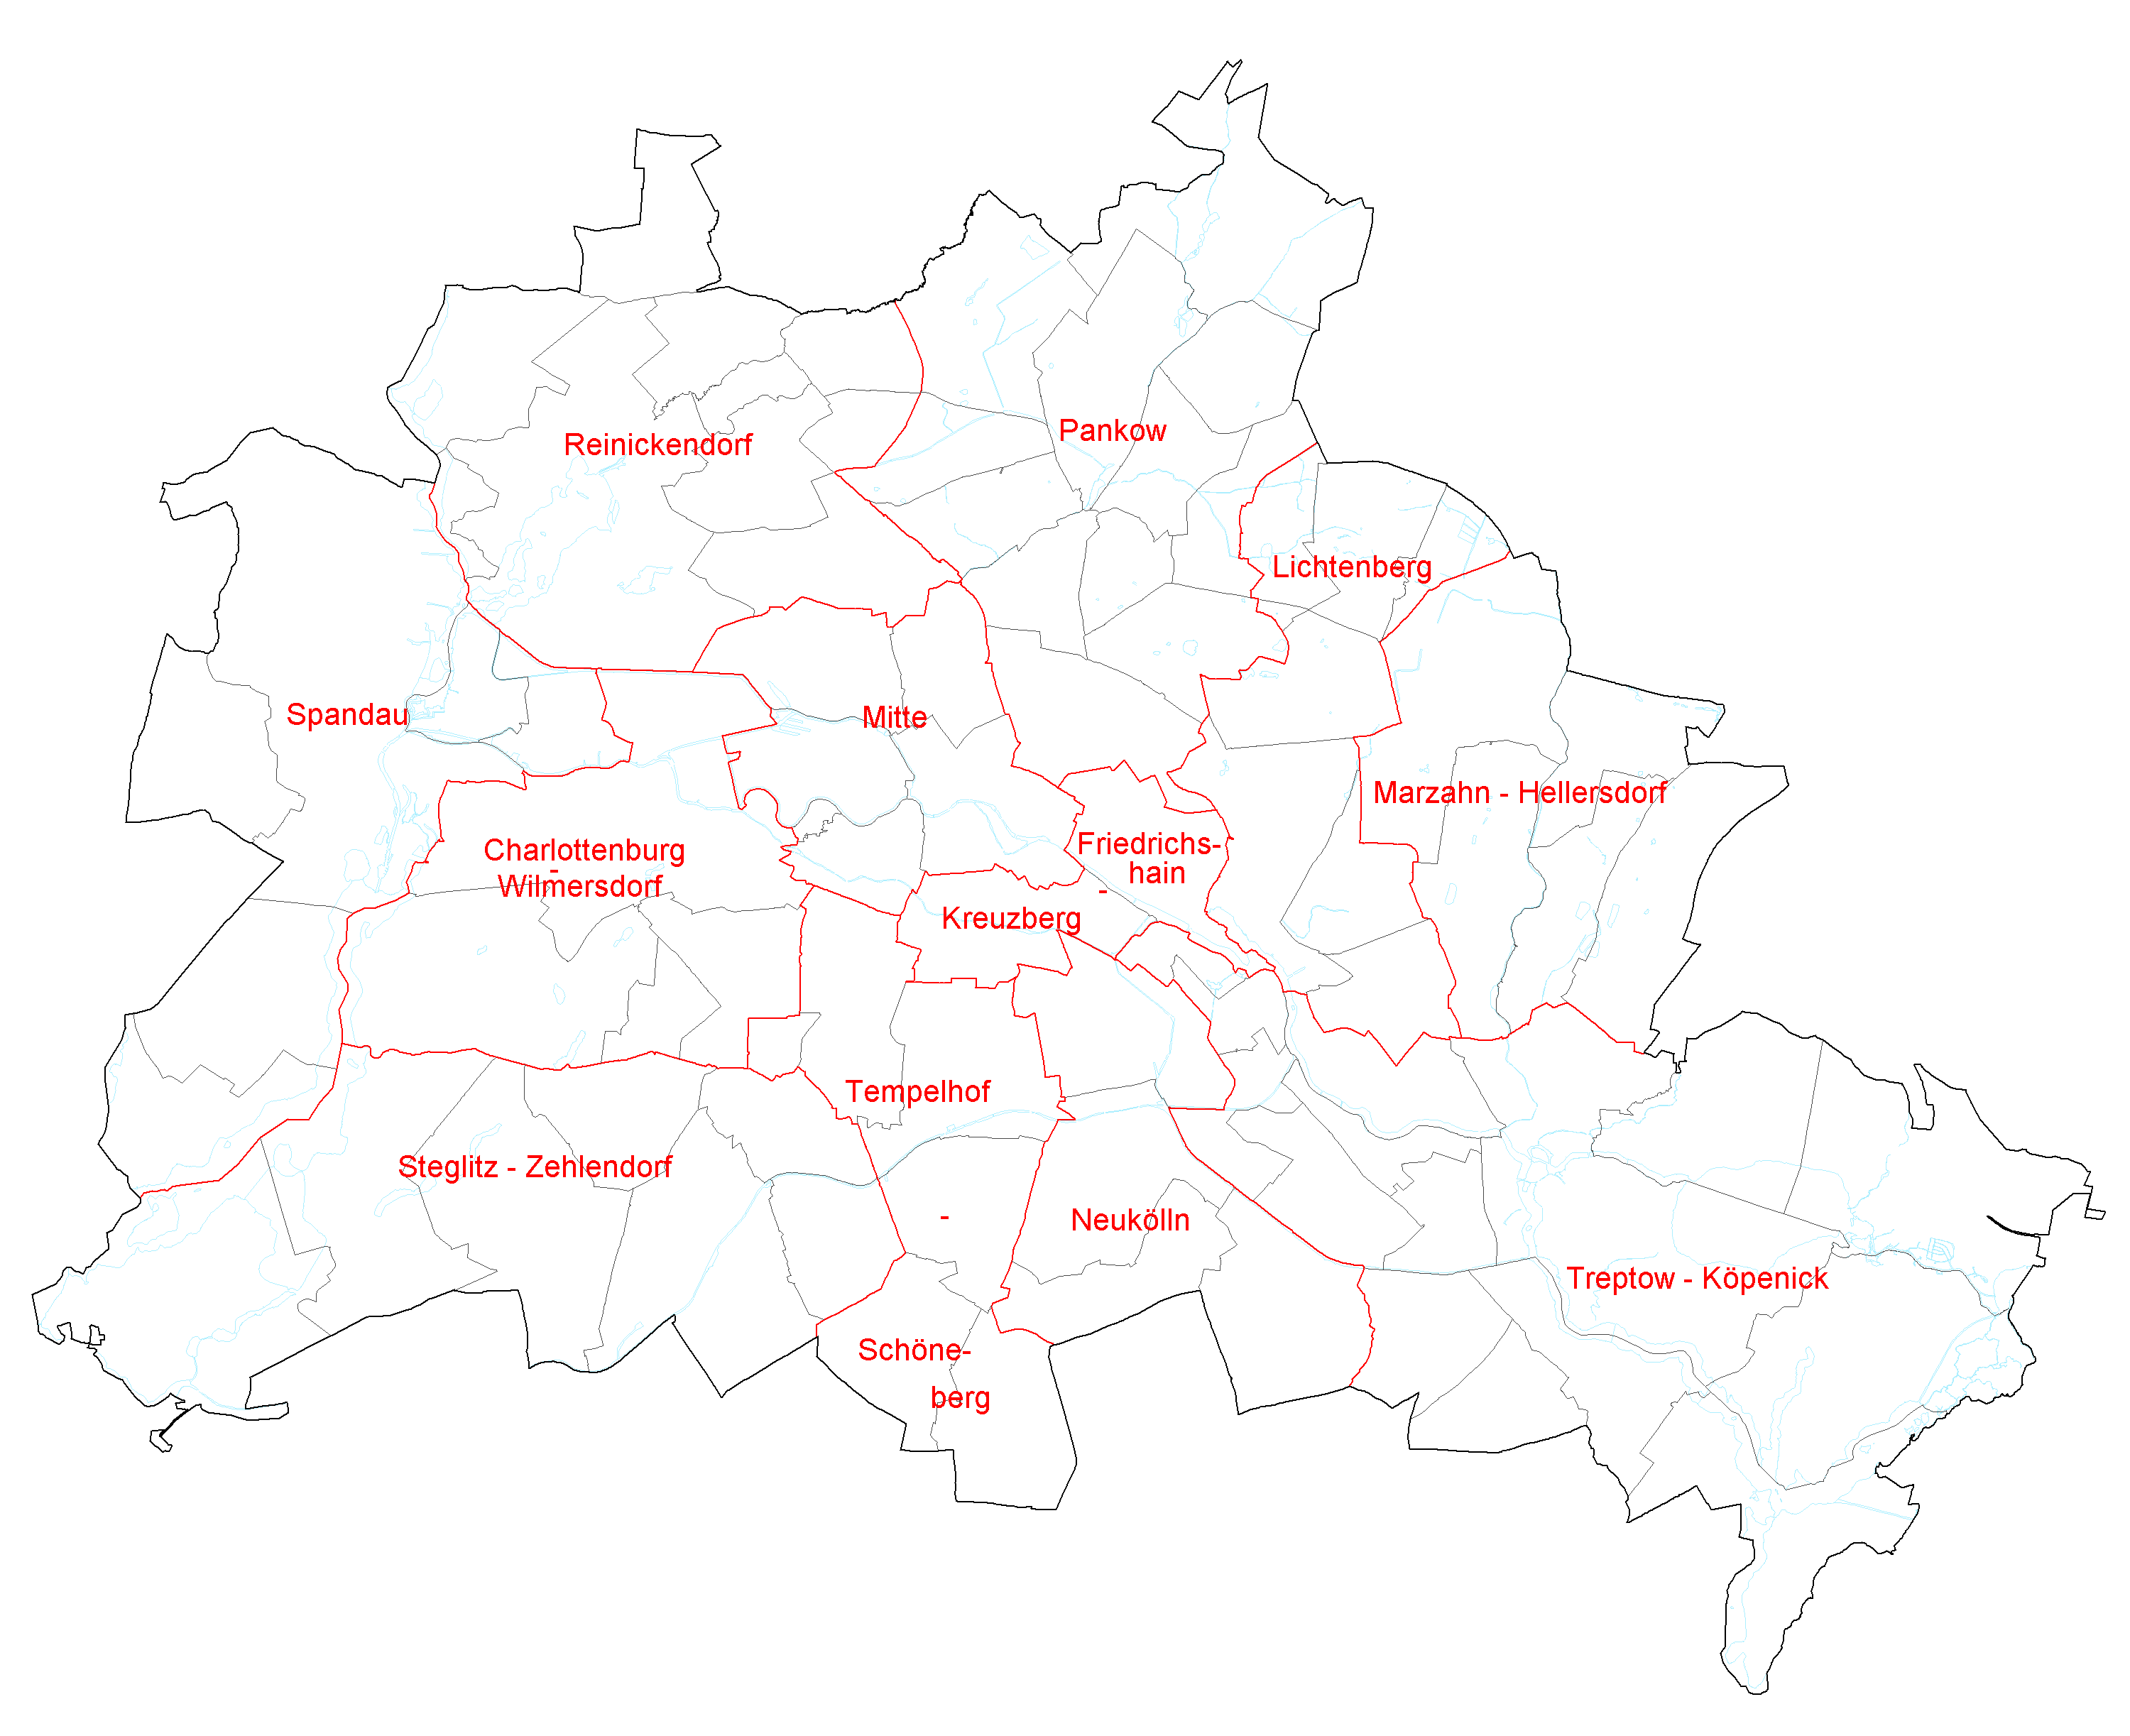 Pankow
Reinickendorf
Lichtenberg
Spandau
Mitte
Marzahn - Hellersdorf
Charlottenburg
-
Wilmersdorf
Friedrichs-
hain
-
Kreuzberg
Tempelhof
-
Schöne-
berg
Steglitz - Zehlendorf
Neukölln
Treptow - Köpenick